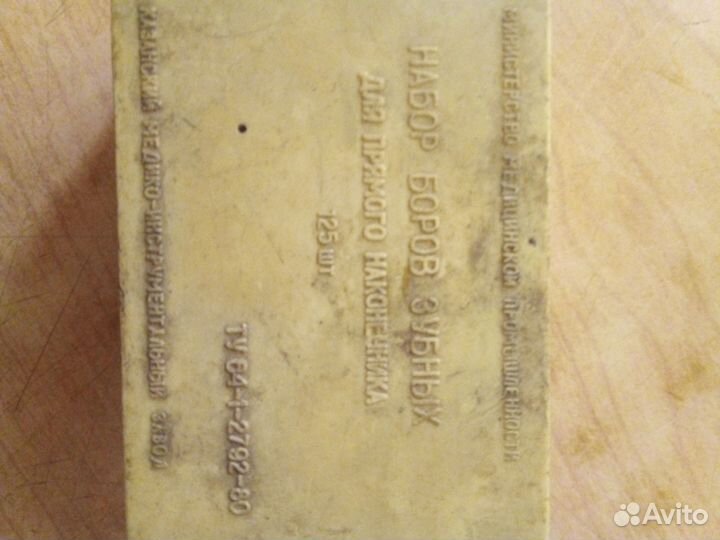 МИНИСТЕРСТВО МЕДИЦИНСКОЙ ПРОМЫШЛЕННОСТИ
НАБОР БОРОВ ЗУБНЫХ
ДЛЯ ПРЯМОГО НАКОНЕЧНИКА
125 ШТ
ТУ 64-1-2792-80
КАЗАНСКИЙ МЕДИКО-ИНСТРУМЕНТАЛЬНЫЙ ЗАВОД
Avito